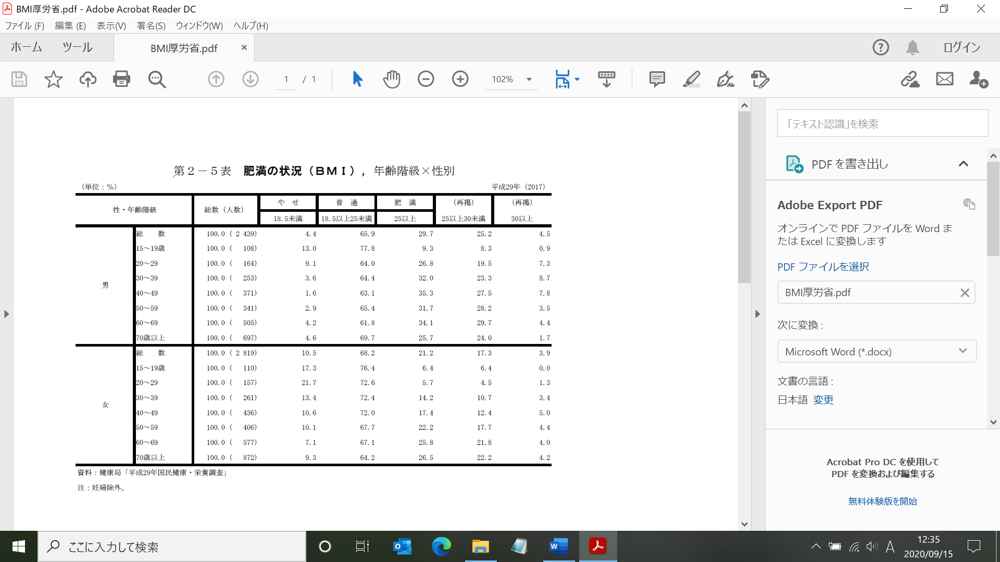 BMI厚労省.pdf - Adobe Acrobat Reader DC
ファイル (F) 編集 (E) 表示(V) 署名(S) ウィンドウ(W) ヘルプ(H)
ホーム ツール BMI厚労省.pdf × ログイン
1 / 1 102%
第２－５表 肥満の状況（ＢＭＩ），年齢階級×性別
（単位：％） 平成29年（2017）
性・年齢階級 総数（人数） や せ 普 通 肥 満 （再掲） （再掲）
18.5未満 18.5以上25未満 25以上 25以上30未満 30以上
男
総 数 100.0 ( 2 439) 4.4 65.9 29.7 25.2 4.5
15～19歳 100.0 ( 108) 13.0 77.8 9.3 8.3 0.9
20～29 100.0 ( 164) 9.1 64.0 26.8 19.5 7.3
30～39 100.0 ( 253) 3.6 64.4 32.0 23.3 8.7
40～49 100.0 ( 371) 1.6 63.1 35.3 27.5 7.8
50～59 100.0 ( 341) 2.9 65.4 31.7 28.2 3.5
60～69 100.0 ( 505) 4.2 61.8 34.1 29.7 4.4
70歳以上 100.0 ( 697) 4.6 69.7 25.7 24.0 1.7
女
総 数 100.0 ( 2 819) 10.5 68.2 21.2 17.3 3.9
15～19歳 100.0 ( 110) 17.3 76.4 6.4 6.4 0.0
20～29 100.0 ( 157) 21.7 72.6 5.7 4.5 1.3
30～39 100.0 ( 261) 13.4 72.4 14.2 10.7 3.4
40～49 100.0 ( 436) 10.6 72.0 17.4 12.4 5.0
50～59 100.0 ( 406) 10.1 67.7 22.2 17.7 4.4
60～69 100.0 ( 577) 7.1 67.1 25.8 21.8 4.0
70歳以上 100.0 ( 872) 9.3 64.2 26.5 22.2 4.2
資料：健康局「平成29年国民健康・栄養調査」
注：妊婦除外。
「テキスト認識」を検索
PDF を書き出し
Adobe Export PDF
オンラインで PDF ファイルを Word ま
たは Excel に変換します
PDF ファイルを選択
BMI厚労省.pdf
次に変換 :
Microsoft Word (*.docx)
文書の言語 :
日本語 変更
Acrobat Pro DC を使用して
PDF を変換および編集する
無料体験版を開始
ここに入力して検索
A
12:35
2020/09/15